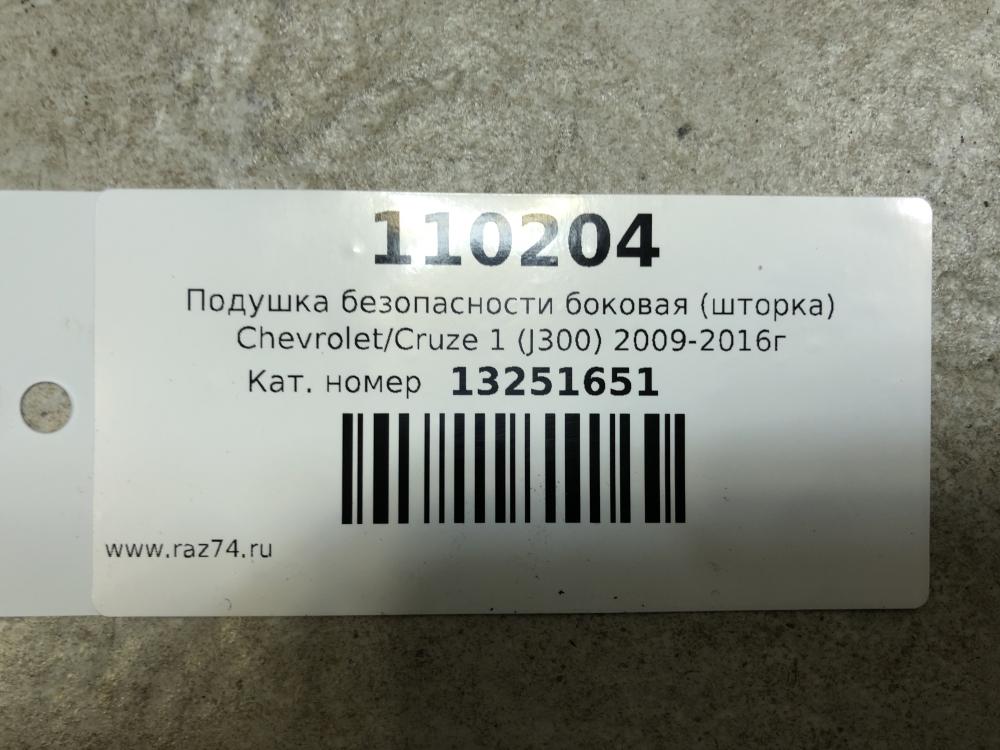 110204
Подушка безопасности боковая (шторка)
Chevrolet/Cruze 1 (J300) 2009-2016г
Кат. номер 13251651
www.raz74.ru